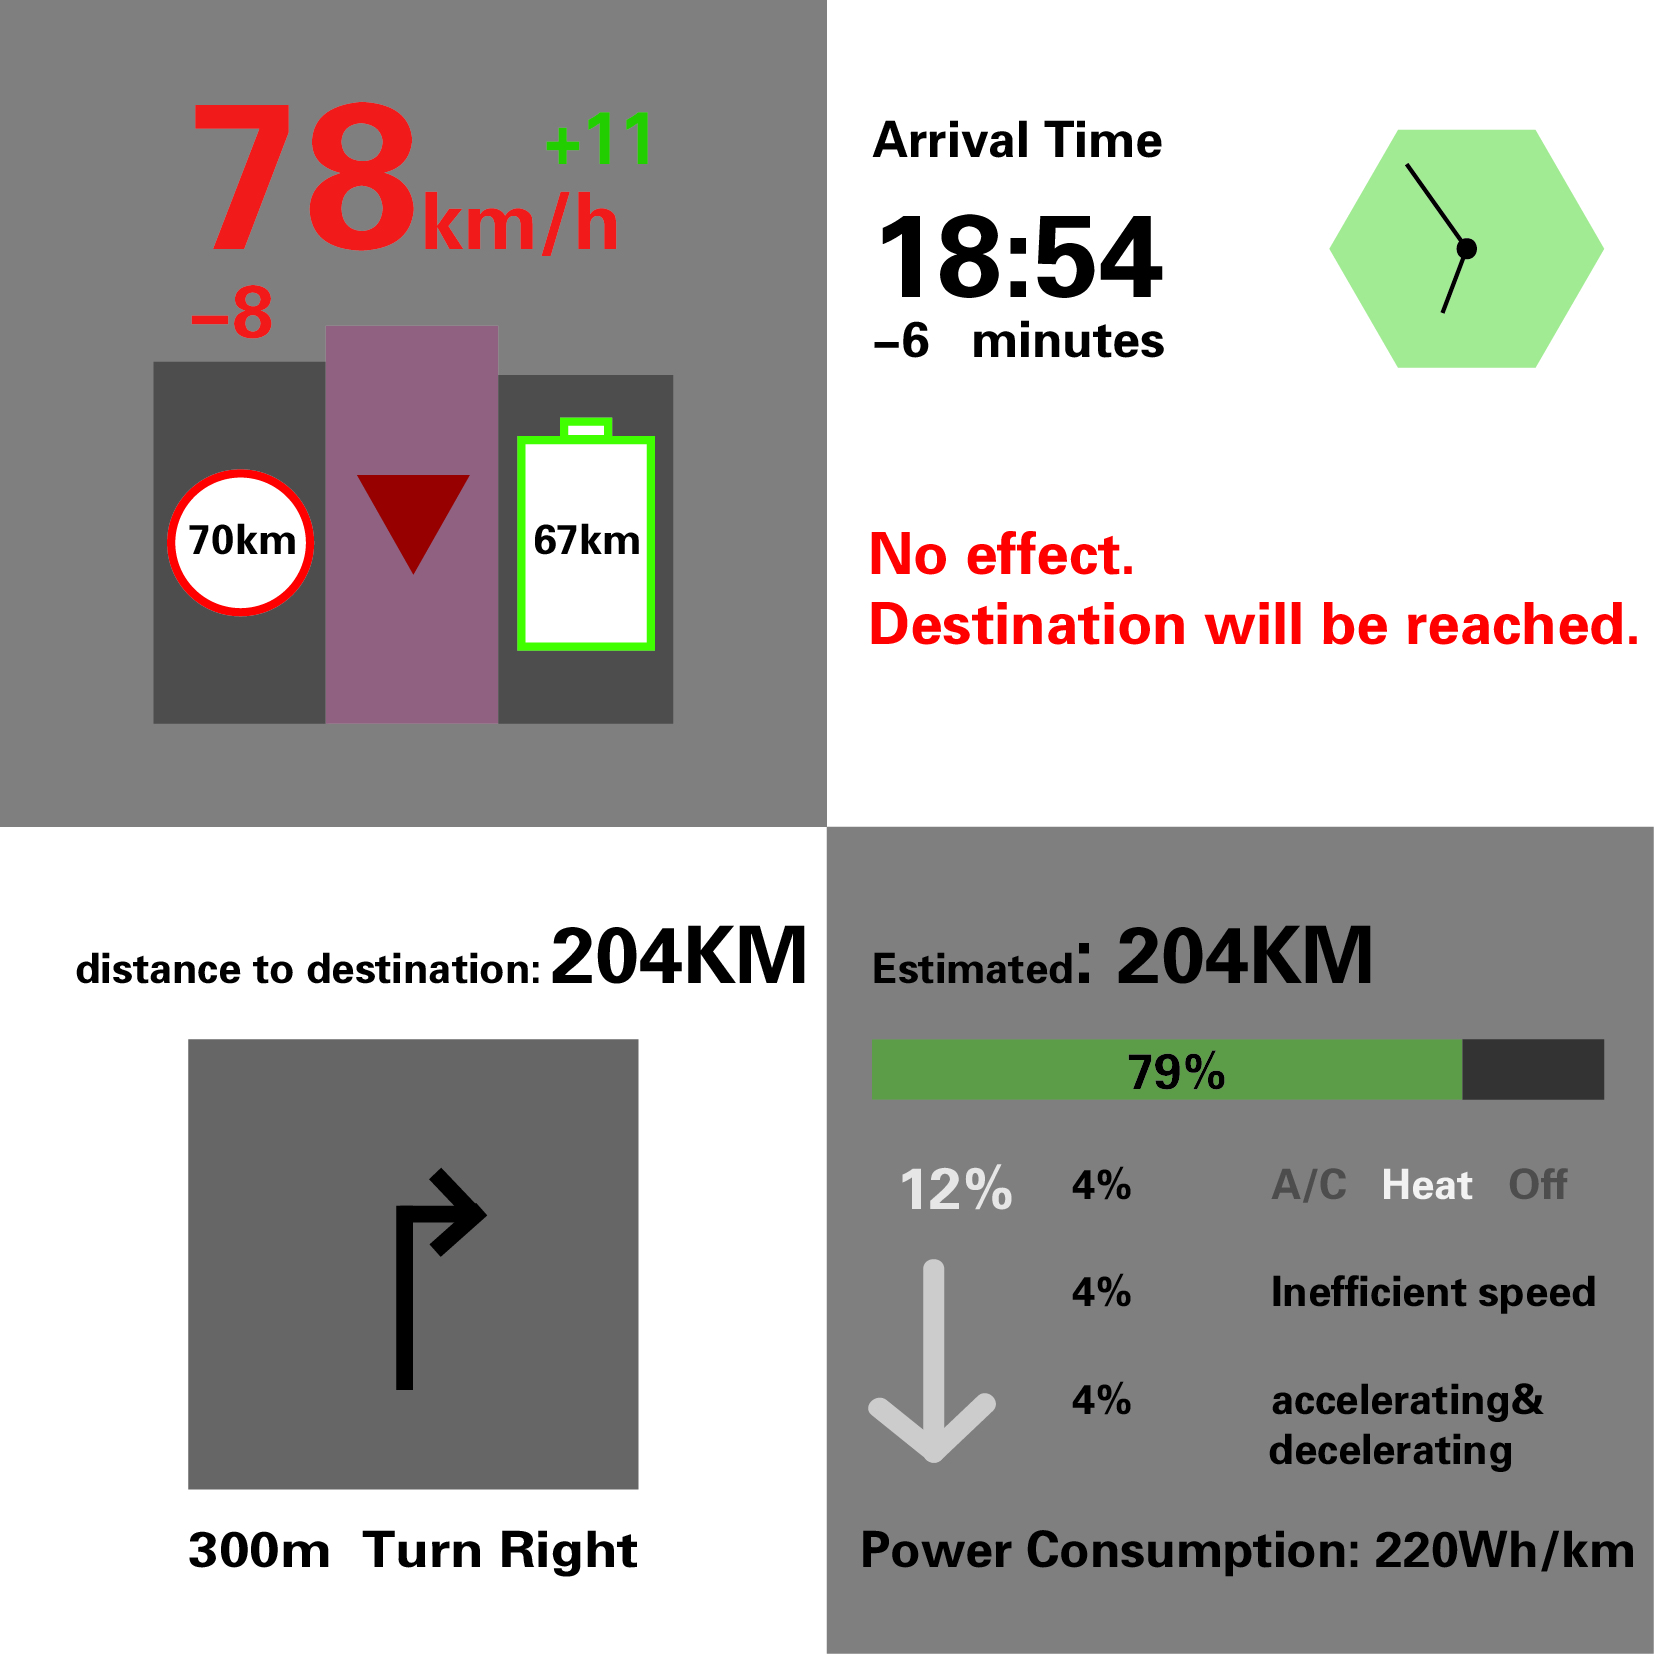 78km/h +11
–8
70km 67km
Arrival Time
18:54
–6 minutes
No effect.
Destination will be reached.
distance to destination: 204KM
300m Turn Right
Estimated: 204KM
79%
12% 4% A/C Heat Off
4% Inefficient speed
4% accelerating&
decelerating
Power Consumption: 220Wh/km